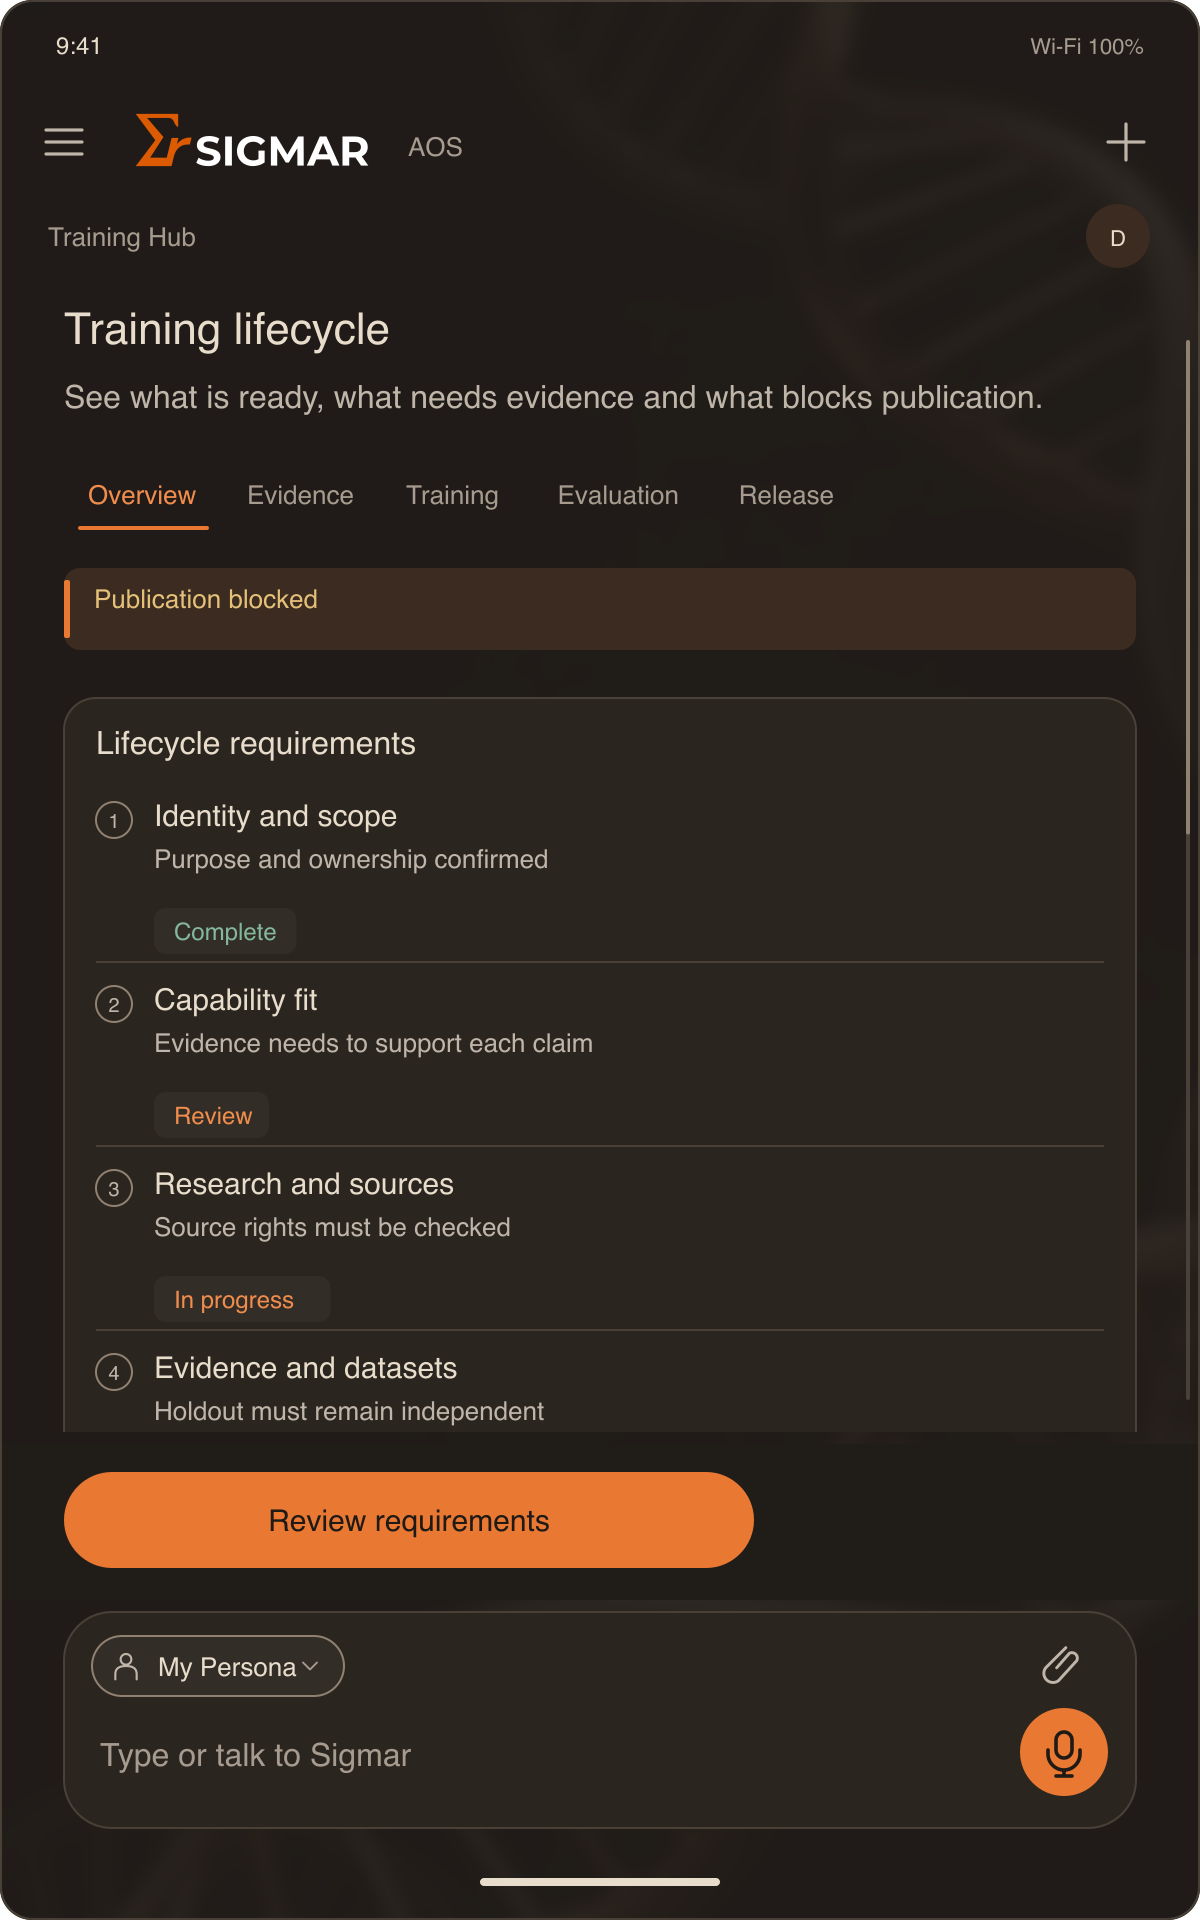 9:41
Wi-Fi 100%
Σr SIGMAR AOS
Training Hub
D
Training lifecycle
See what is ready, what needs evidence and what blocks publication.
Overview Evidence Training Evaluation Release
Publication blocked
Lifecycle requirements
1 Identity and scope
Purpose and ownership confirmed
Complete
2 Capability fit
Evidence needs to support each claim
Review
3 Research and sources
Source rights must be checked
In progress
4 Evidence and datasets
Holdout must remain independent
Review requirements
My Persona
Type or talk to Sigmar